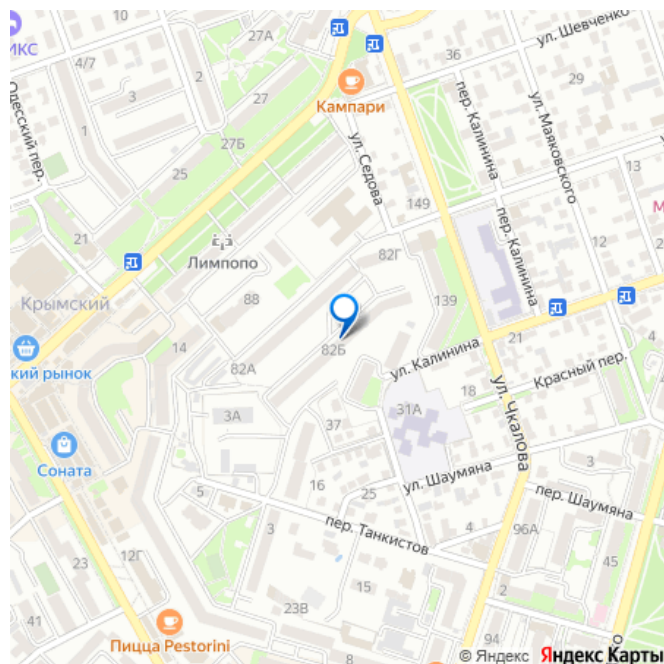 27А
ИКС
4/7
2
36
ул. Шевченко
Кампари
3
27
29
1
пер. Калинина
ул. Маяковского
Одесский пер.
27Б
ул. Седова
25
13
149
М
21
пер. Калинина
82Г
12
Лимпопо
88
139
Крымский
21
4
14
82Б
ул. Калинина
кий рынок
82А
Красный пер.
18
ул. Чкалова
3А
31А
37
Соната
3
16
25
ул. Шаумяна
5
пер. Шаумяна
пер. Танкистов
4
96А
3
12Г
45
15
2
41
23В
23
94
о
Пицца Pestorini
© Яндекс Яндекс Карты